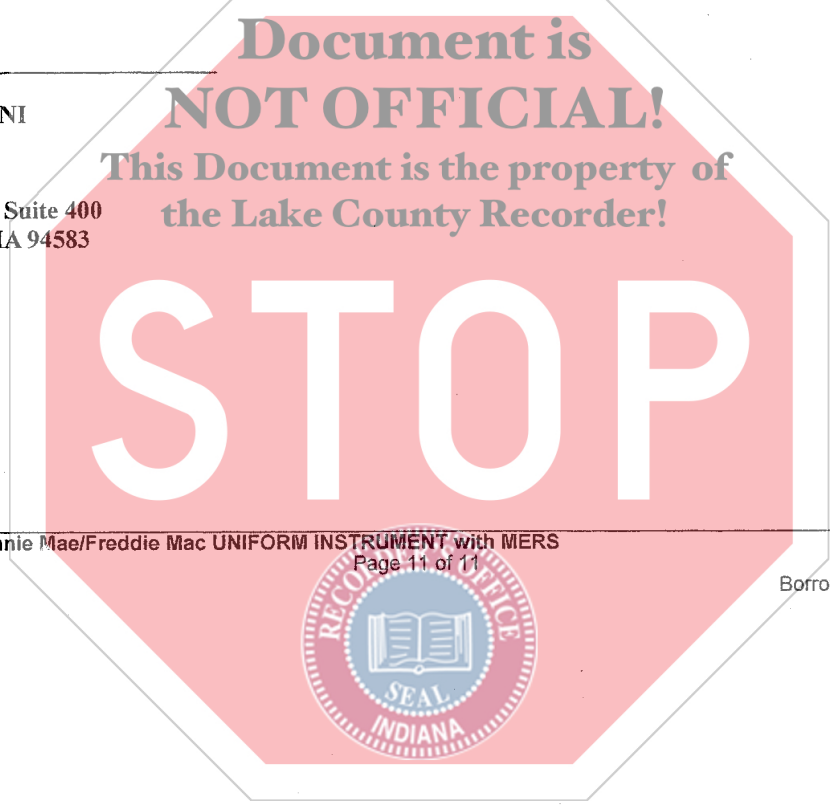 Document is
NOT OFFICIAL!
NI
This Document is the property of
Suite 400
the Lake County Recorder!
94583
STOP
Mae/Freddie Mac UNIFORM INSTRUMENT with MERS
Page 11 of 11
Borro
RECORDER'S OFFICE
SEAL
INDIANA